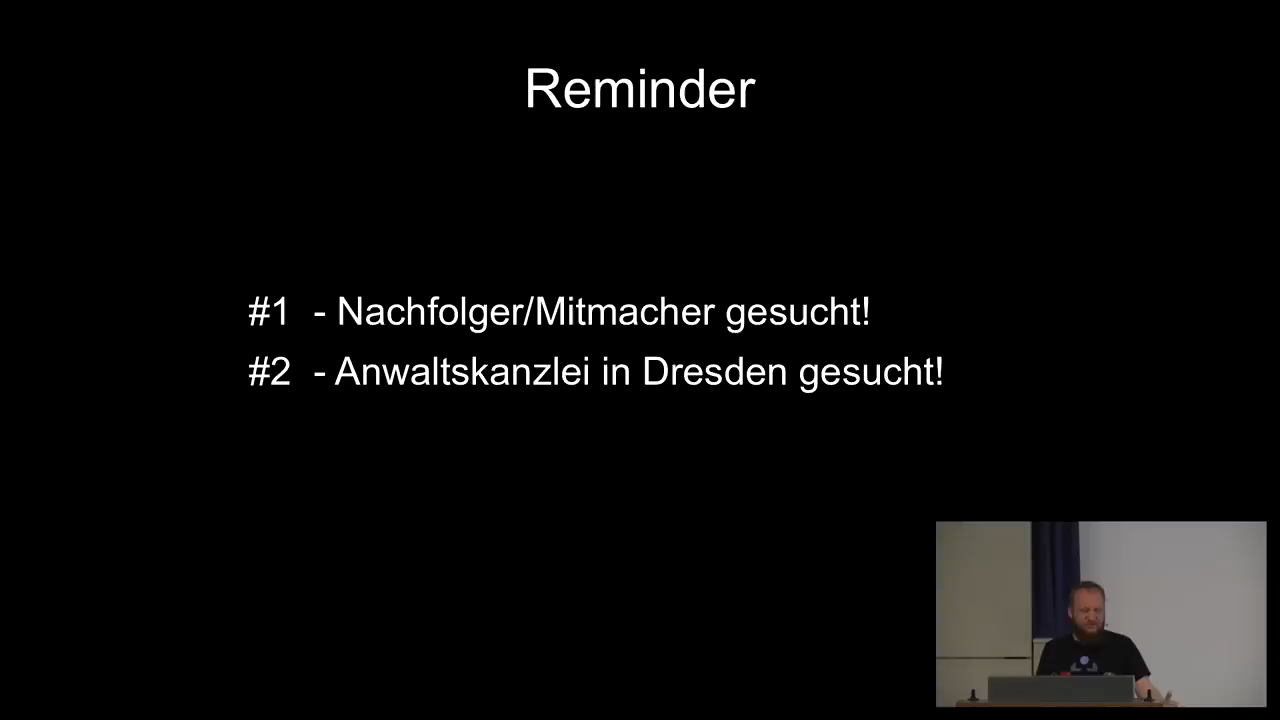 Reminder
#1 - Nachfolger/Mitmacher gesucht!
#2 - Anwaltskanzlei in Dresden gesucht!